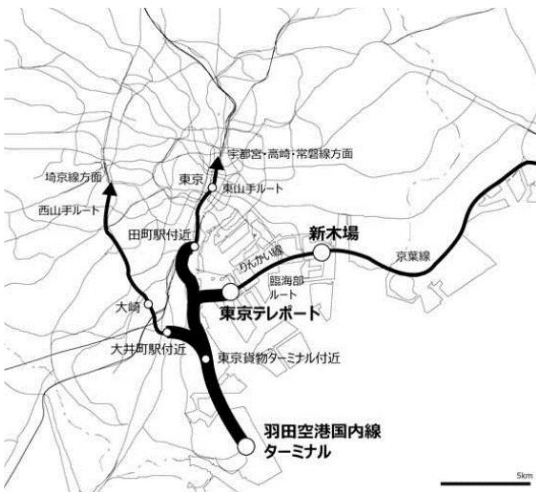 宇都宮・高崎・常磐線方面
埼京線方面
東京
東山手ルート
西山手ルート
田町駅付近
新木場
りんかい線
京葉線
臨海部
ルート
東京テレポート
大崎
大井町駅付近
東京貨物ターミナル付近
羽田空港国内線
ターミナル
5km